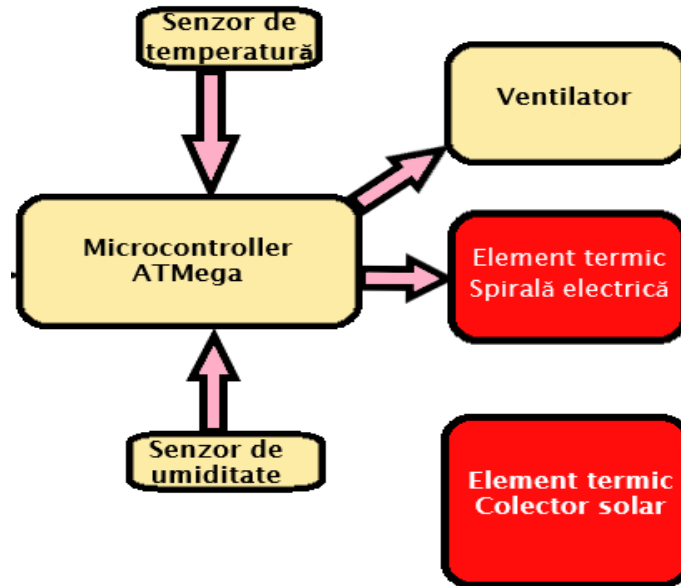 Senzor de
temperatură
Ventilator
Microcontroller
ATMega
Element termic
Spirală electrică
Senzor de
umiditate
Element termic
Colector solar